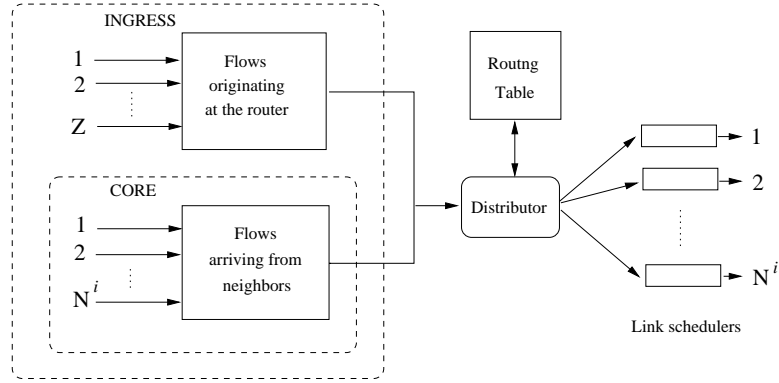 INGRESS
1
2
Z
Flows
originating
at the router
CORE
1
2
N^i
Flows
arriving from
neighbors
Routng
Table
Distributor
1
2
N^i
Link schedulers